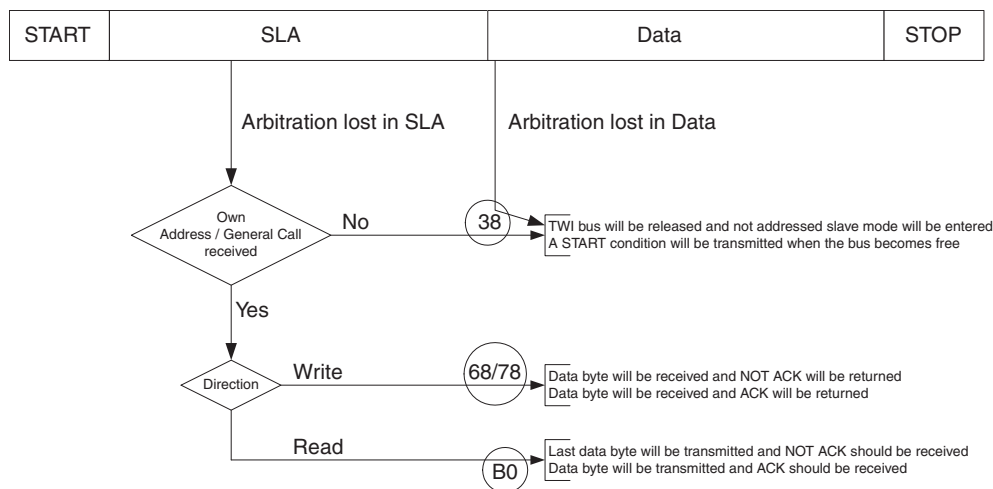 START SLA Data STOP
Arbitration lost in SLA Arbitration lost in Data
Own
Address / General Call
received
No
38
TWI bus will be released and not addressed slave mode will be entered
A START condition will be transmitted when the bus becomes free
Yes
Direction
Write
68/78
Data byte will be received and NOT ACK will be returned
Data byte will be received and ACK will be returned
Read
B0
Last data byte will be transmitted and NOT ACK should be received
Data byte will be transmitted and ACK should be received